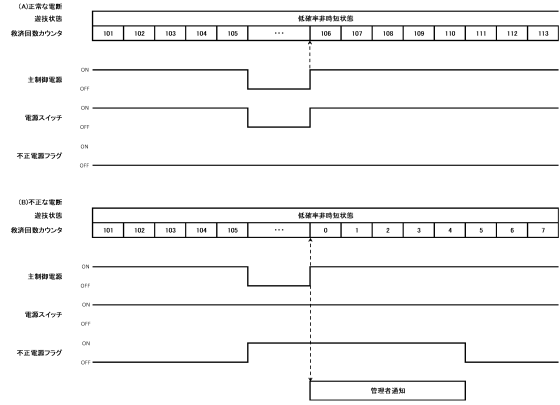 (A)正常な電断
遊技状態 低確率非時短状態
救済回数カウンタ 101 102 103 104 105 ・・・ 106 107 108 109 110 111 112 113
ON
主制御電源
OFF
ON
電源スイッチ
OFF
ON
不正電源フラグ
OFF
(B)不正な電断
遊技状態 低確率非時短状態
救済回数カウンタ 101 102 103 104 105 ・・・ 0 1 2 3 4 5 6 7
ON
主制御電源
OFF
ON
電源スイッチ
OFF
ON
不正電源フラグ
OFF
管理者通知